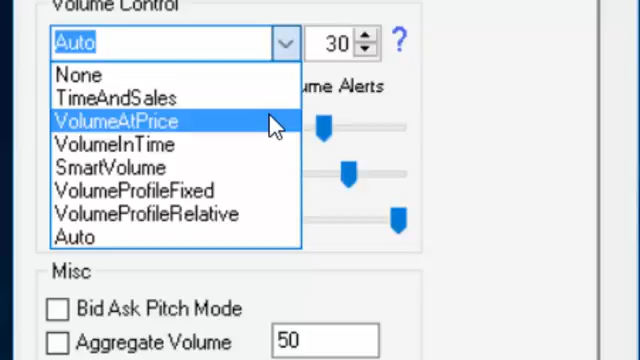 Volume Control
Auto
30
?
None
TimeAndSales
ume Alerts
VolumeAtPrice
VolumeInTime
SmartVolume
VolumeProfileFixed
VolumeProfileRelative
Auto
Misc
Bid Ask Pitch Mode
Aggregate Volume
50